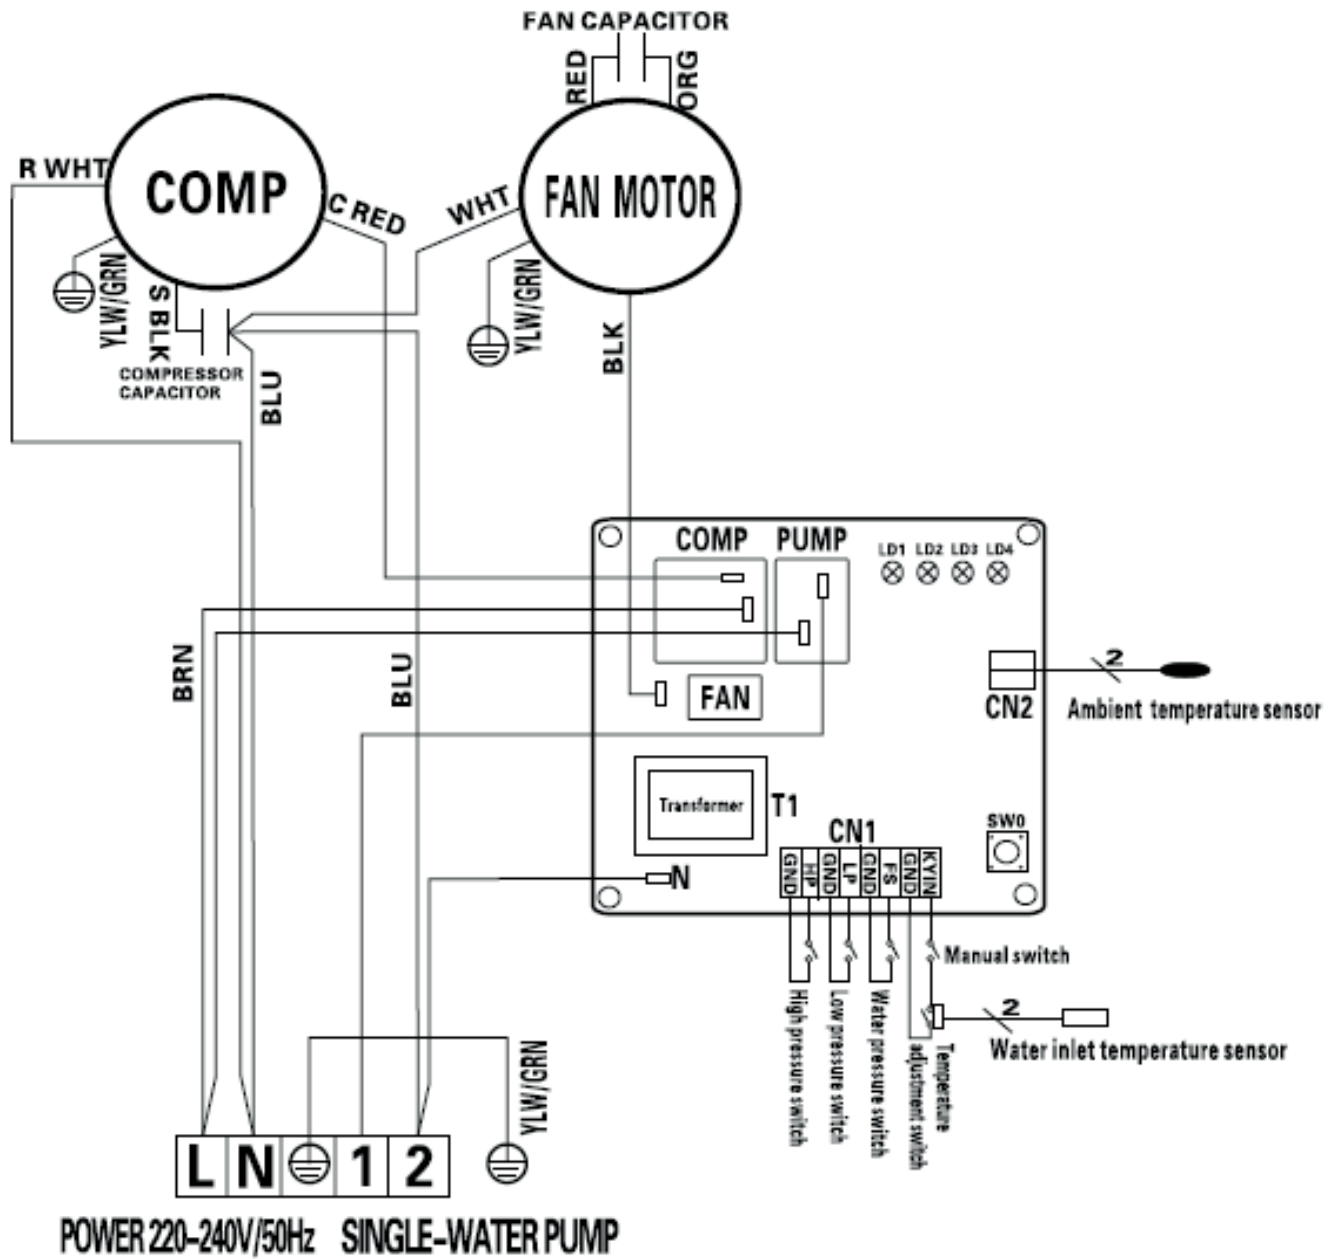 FAN CAPACITOR
RED
ORG
R WHT
COMP
C RED
WHT
FAN MOTOR
YLW/GRN
S BLK
COMPRESSOR
CAPACITOR
BLU
YLW/GRN
BLK
COMP
PUMP
LD1 LD2 LD3 LD4
BRN
BLU
FAN
CN2
2
Ambient temperature sensor
Transformer
T1
CN1
SW0
GND
HP
GND
LP
GND
FS
GND
KYIN
N
Manual switch
High pressure switch
Low pressure switch
Water pressure switch
Temperature
adjustment switch
2
Water inlet temperature sensor
YLW/GRN
L N 1 2
POWER 220-240V/50Hz SINGLE-WATER PUMP